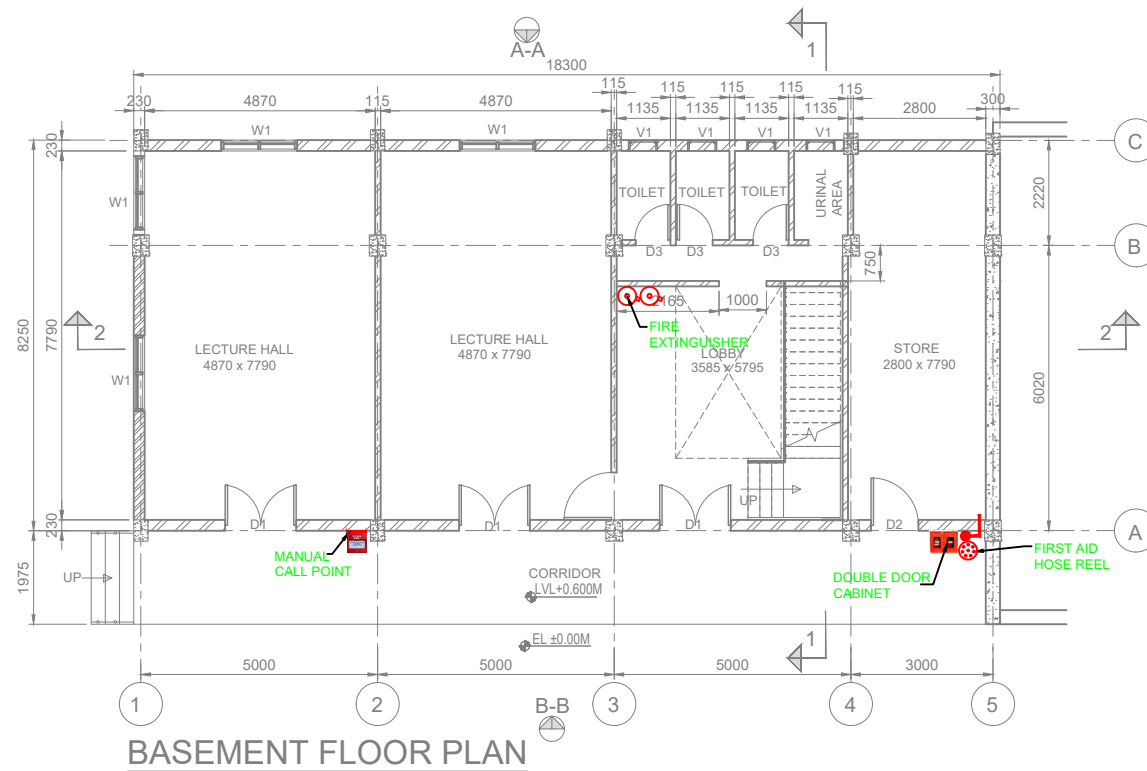 A-A
1
18300
230
4870
115
4870
115
1135
115
1135
115
1135
115
1135
115
2800
300
W1
W1
V1
V1
V1
V1
C
230
TOILET
TOILET
TOILET
URINAL
AREA
2220
W1
D3
D3
D3
B
750
2165
1000
FIRE
EXTINGUISHER
2
2
8250
7790
LECTURE HALL
4870 x 7790
LECTURE HALL
4870 x 7790
LOBBY
3585 x 5795
STORE
2800 x 7790
6020
W1
UP
230
D1
D1
D1
D2
A
MANUAL
CALL POINT
FIRST AID
HOSE REEL
1975
UP
CORRIDOR
LVL+0.600M
DOUBLE DOOR
CABINET
EL ±0.00M
1
5000
5000
5000
3000
1
2
B-B
3
4
5
BASEMENT FLOOR PLAN